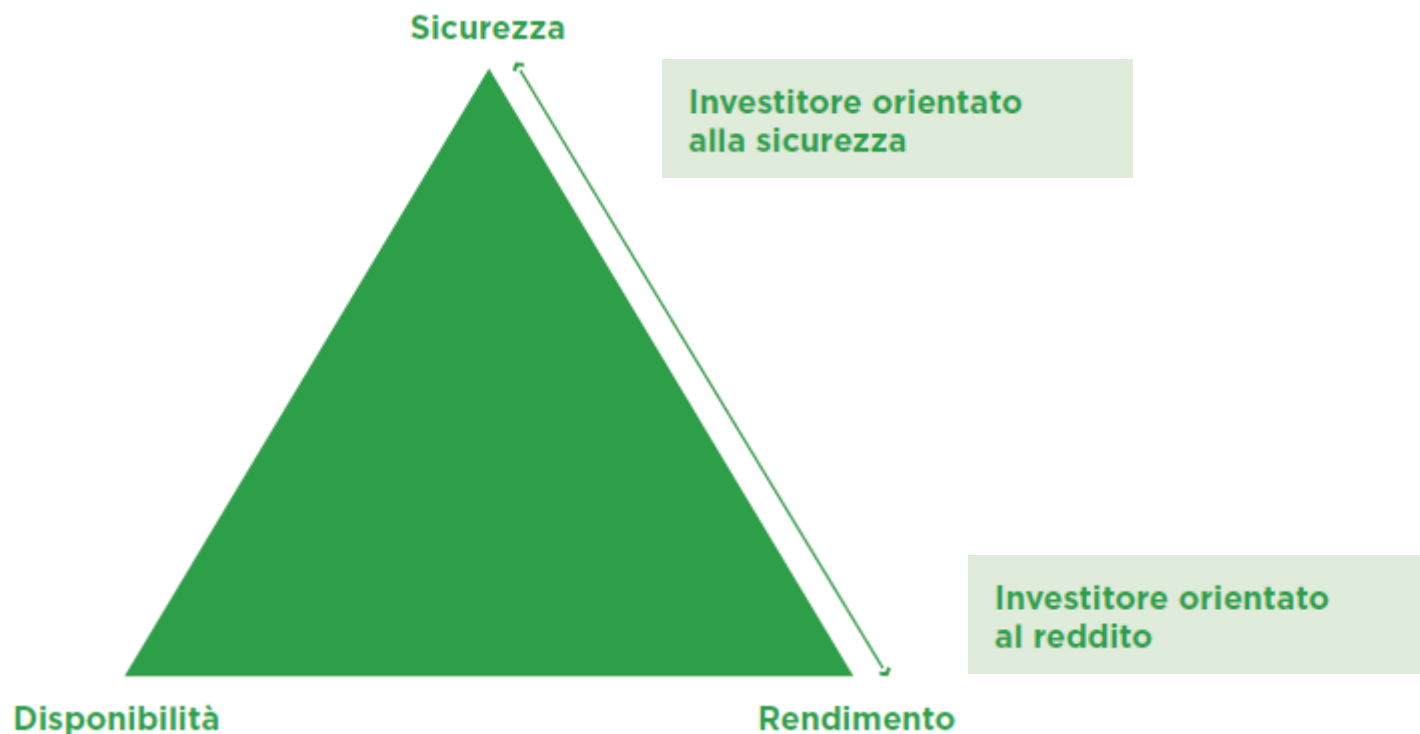 Sicurezza
Investitore orientato
alla sicurezza
Investitore orientato
al reddito
Disponibilità
Rendimento